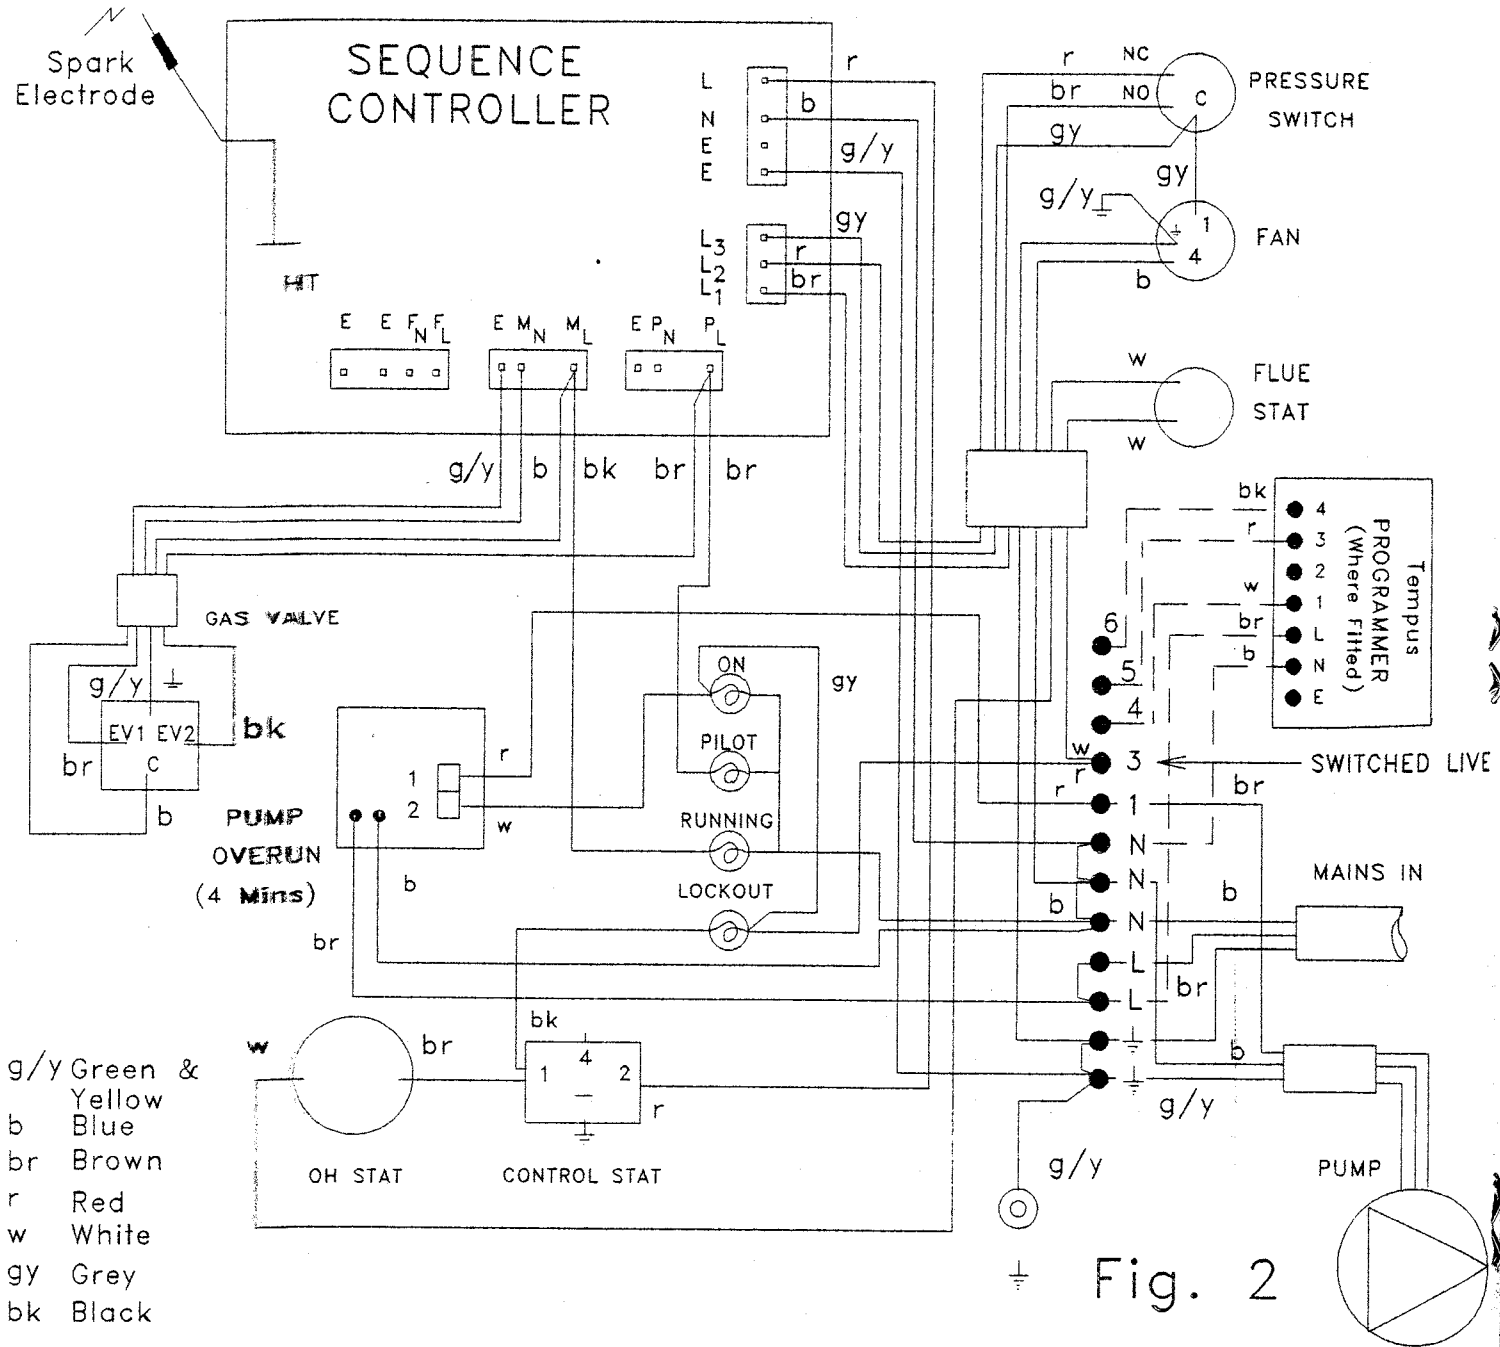 Spark
Electrode
SEQUENCE
CONTROLLER
HT
L
N
E
E
L3
L2
L1
E E FN FL
E MN ML
E PN PL
r
b
g/y
gy
r
br
g/y b bk br br
r NC
br NO
gy
C
PRESSURE
SWITCH
gy
g/y
1
4
b
FAN
w
w
FLUE
STAT
bk
r
w
br
b
4
3
2
1
L
N
E
Tempus
PROGRAMMER
(Where Fitted)
GAS VALVE
g/y
EV1 EV2
C
br
bk
b
PUMP
OVERUN
(4 Mins)
1
2
r
w
b
br
ON
PILOT
RUNNING
LOCKOUT
gy
6
5
4
3
1
N
N
N
L
L
w
r
r
b
SWITCHED LIVE
br
b
br
b
g/y
g/y
MAINS IN
PUMP
w
br
bk
1 4 2
r
OH STAT
CONTROL STAT
g/y Green &
Yellow
b Blue
br Brown
r Red
w White
gy Grey
bk Black
Fig. 2